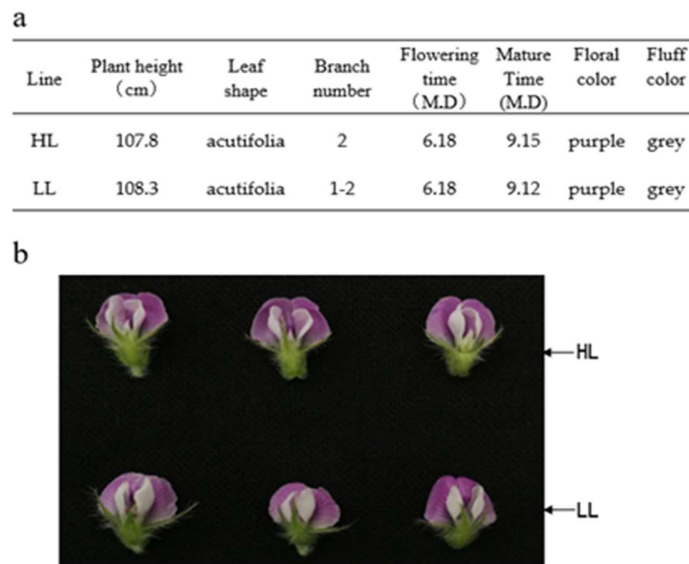 a
Line Plant height (cm) Leaf shape Branch number Flowering time (M.D) Mature Time (M.D) Floral color Fluff color
HL 107.8 acutifolia 2 6.18 9.15 purple grey
LL 108.3 acutifolia 1-2 6.18 9.12 purple grey
b
HL
LL